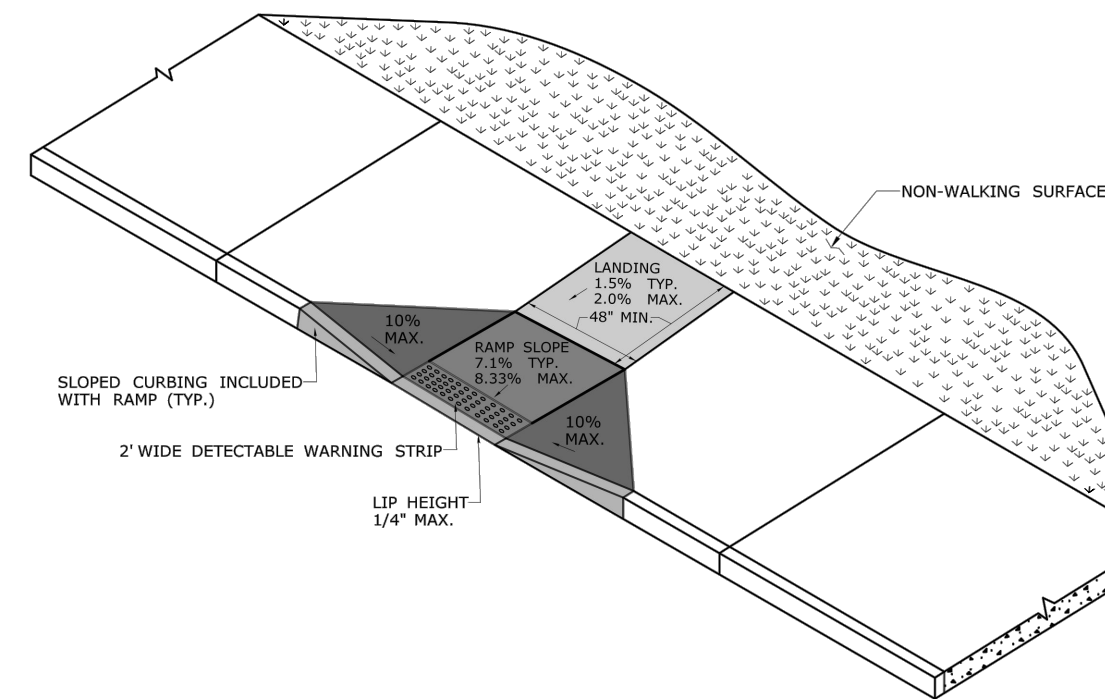 NON-WALKING SURFACE
LANDING
1.5% TYP.
2.0% MAX.
48" MIN.
10%
MAX.
RAMP SLOPE
7.1% TYP.
8.33% MAX.
SLOPED CURBING INCLUDED
WITH RAMP (TYP.)
10%
MAX.
2' WIDE DETECTABLE WARNING STRIP
LIP HEIGHT
1/4" MAX.